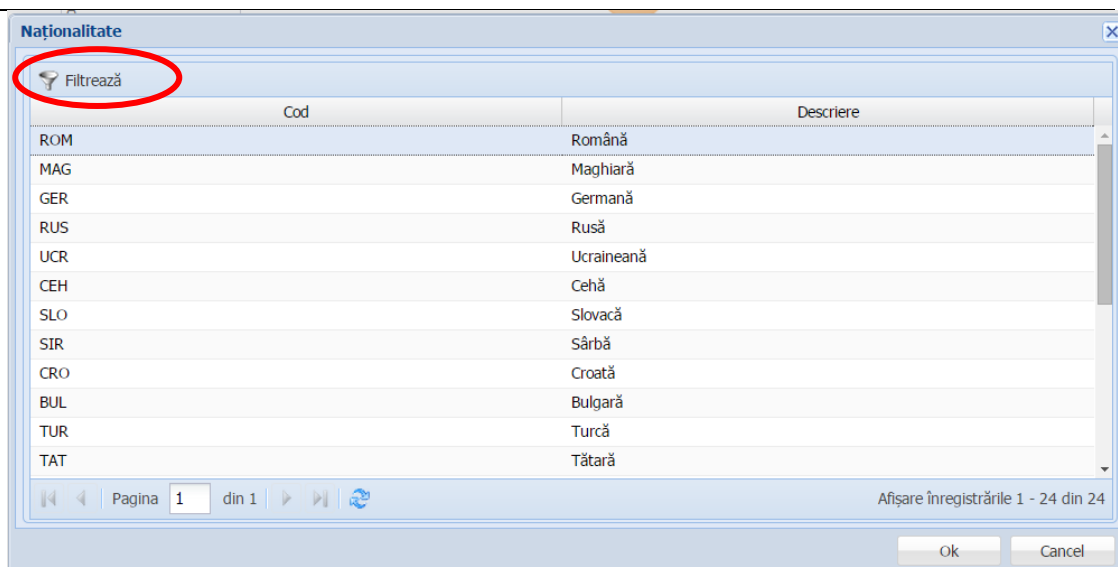 Naționalitate
Filtrează
Cod Descriere
ROM Română
MAG Maghiară
GER Germană
RUS Rusă
UCR Ucraineană
CEH Cehă
SLO Slovacă
SIR Sârbă
CRO Croată
BUL Bulgară
TUR Turcă
TAT Tătară
Pagina 1 din 1 Afișare înregistrările 1 - 24 din 24
Ok Cancel